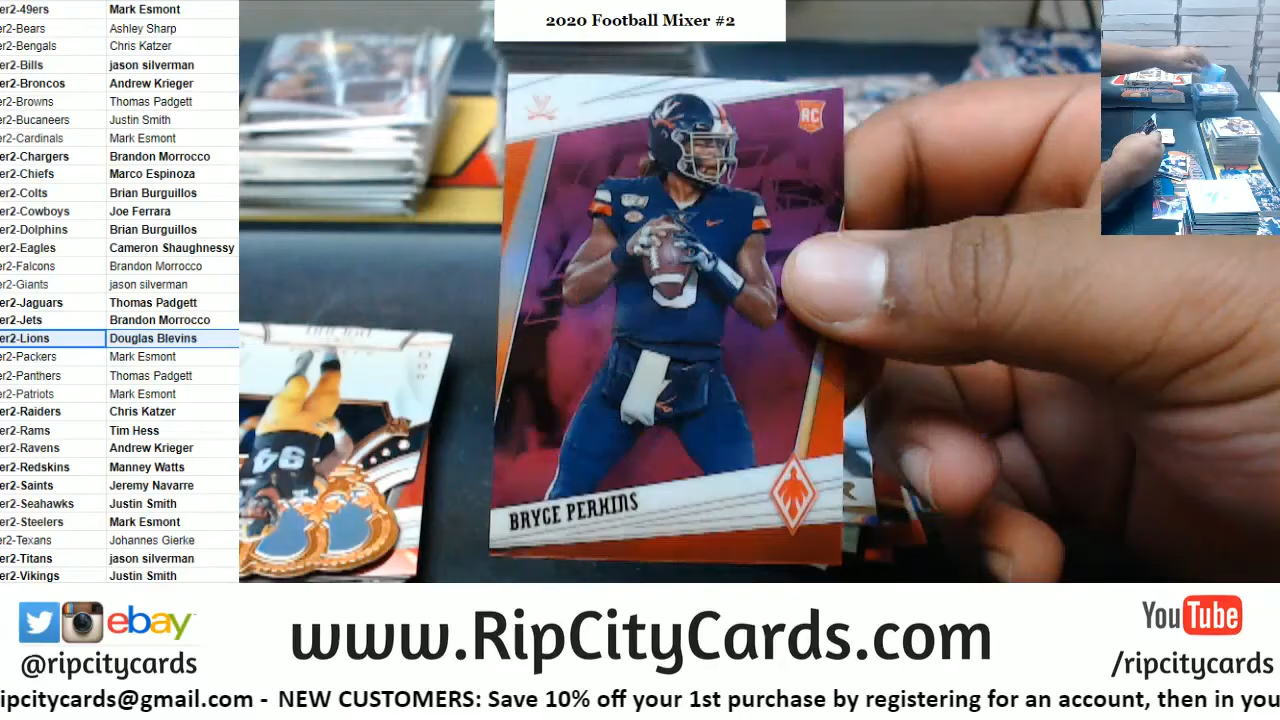 2020 Football Mixer #2
er2-49ers Mark Esmont
er2-Bears Ashley Sharp
er2-Bengals Chris Katzer
er2-Bills jason silverman
er2-Broncos Andrew Krieger
er2-Browns Thomas Padgett
er2-Bucaneers Justin Smith
er2-Cardinals Mark Esmont
er2-Chargers Brandon Morrocco
er2-Chiefs Marco Espinoza
er2-Colts Brian Burguillos
er2-Cowboys Joe Ferrara
er2-Dolphins Brian Burguillos
er2-Eagles Cameron Shaughnessy
er2-Falcons Brandon Morrocco
er2-Giants jason silverman
er2-Jaguars Thomas Padgett
er2-Jets Brandon Morrocco
er2-Lions Douglas Blevins
er2-Packers Mark Esmont
er2-Panthers Thomas Padgett
er2-Patriots Mark Esmont
er2-Raiders Chris Katzer
er2-Rams Tim Hess
er2-Ravens Andrew Krieger
er2-Redskins Manney Watts
er2-Saints Jeremy Navarre
er2-Seahawks Justin Smith
er2-Steelers Mark Esmont
er2-Texans Johannes Gierke
er2-Titans jason silverman
er2-Vikings Justin Smith
RC
BRYCE PERKINS
94
ebay
@ripcitycards
www.RipCityCards.com
YouTube
/ripcitycards
ripcitycards@gmail.com - NEW CUSTOMERS: Save 10% off your 1st purchase by registering for an account, then in you